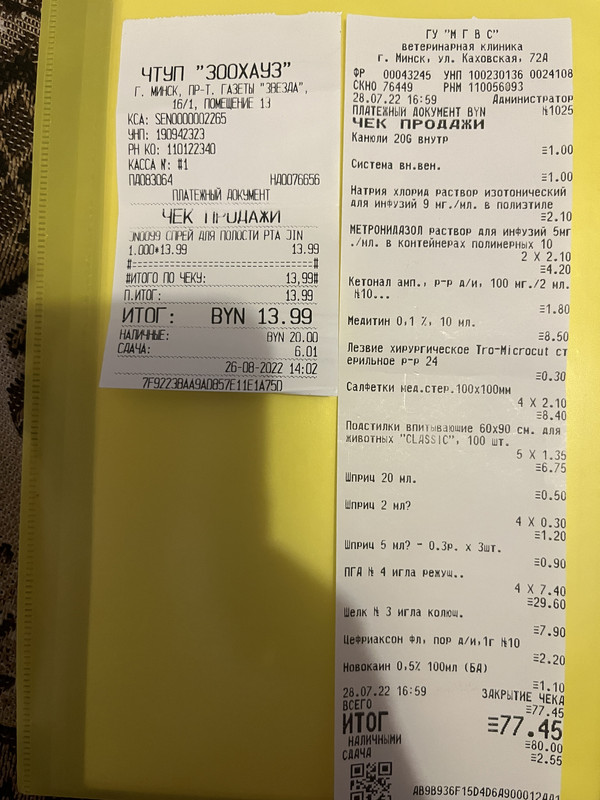 ЧТУП "ЗООХАУЗ"
Г. МИНСК, ПР-Т. ГАЗЕТЫ "ЗВЕЗДА",
16/1, ПОМЕЩЕНИЕ 13
КСА: SEN0000002265
УНП: 190942323
РН КО: 110122340
КАССА №: #1
ПД083064 НД0076656
ПЛАТЕЖНЫЙ ДОКУМЕНТ
ЧЕК ПРОДАЖИ
JN0099 СПРЕЙ ДЛЯ ПОЛОСТИ РТА JIN
1.000*13.99 13.99
#------------------------------#
#ИТОГО ПО ЧЕКУ: 13,99#
П.ИТОГ: 13.99
ИТОГ: BYN 13.99
НАЛИЧНЫЕ: BYN 20.00
СДАЧА: 6.01
26-08-2022 14:02
7F9223BAA9AD857E11E1A75D
ГУ "М Г В С"
ветеринарная клиника
г. Минск, ул. Каховская, 72А
ФР 00043245 УНП 100230136 0024108
СКНО 76449 РНМ 110056093
28.07.22 16:59 Администратор
ПЛАТЕЖНЫЙ ДОКУМЕНТ BYN №1025
ЧЕК ПРОДАЖИ
Канюли 20G внутр
≡1.00
Система вн.вен.
≡1.00
Натрия хлорид раствор изотонический
для инфузий 9 мг./мл. в полиэтиле
≡2.10
МЕТРОНИДАЗОЛ раствор для инфузий 5мг
./мл. в контейнерах полимерных 10
2 X 2.10
≡4.20
Кетонал амп., р-р д/и, 100 мг./2 мл.
№10...
≡1.80
Медитин 0,1 %, 10 мл.
≡8.50
Лезвие хирургическое Tro-Microcut ст
ерильное р-р 24
≡0.30
Салфетки мед.стер.100х100мм
4 X 2.10
≡8.40
Подстилки впитывающие 60х90 см. для
животных "CLASSIC", 100 шт.
5 X 1.35
≡6.75
Шприц 20 мл.
≡0.50
Шприц 2 мл?
4 X 0.30
≡1.20
Шприц 5 мл? - 0.3р. х 3шт.
≡0.90
ПГА № 4 игла режущ..
4 X 7.40
≡29.60
Шелк № 3 игла колющ.
≡7.90
Цефриаксон фл, пор д/и,1г №10
≡2.20
Новокаин 0,5% 100мл (БА)
≡1.10
28.07.22 16:59 ЗАКРЫТИЕ ЧЕКА
ВСЕГО ≡77.45
ИТОГ ≡77.45
НАЛИЧНЫМИ ≡80.00
СДАЧА ≡2.55